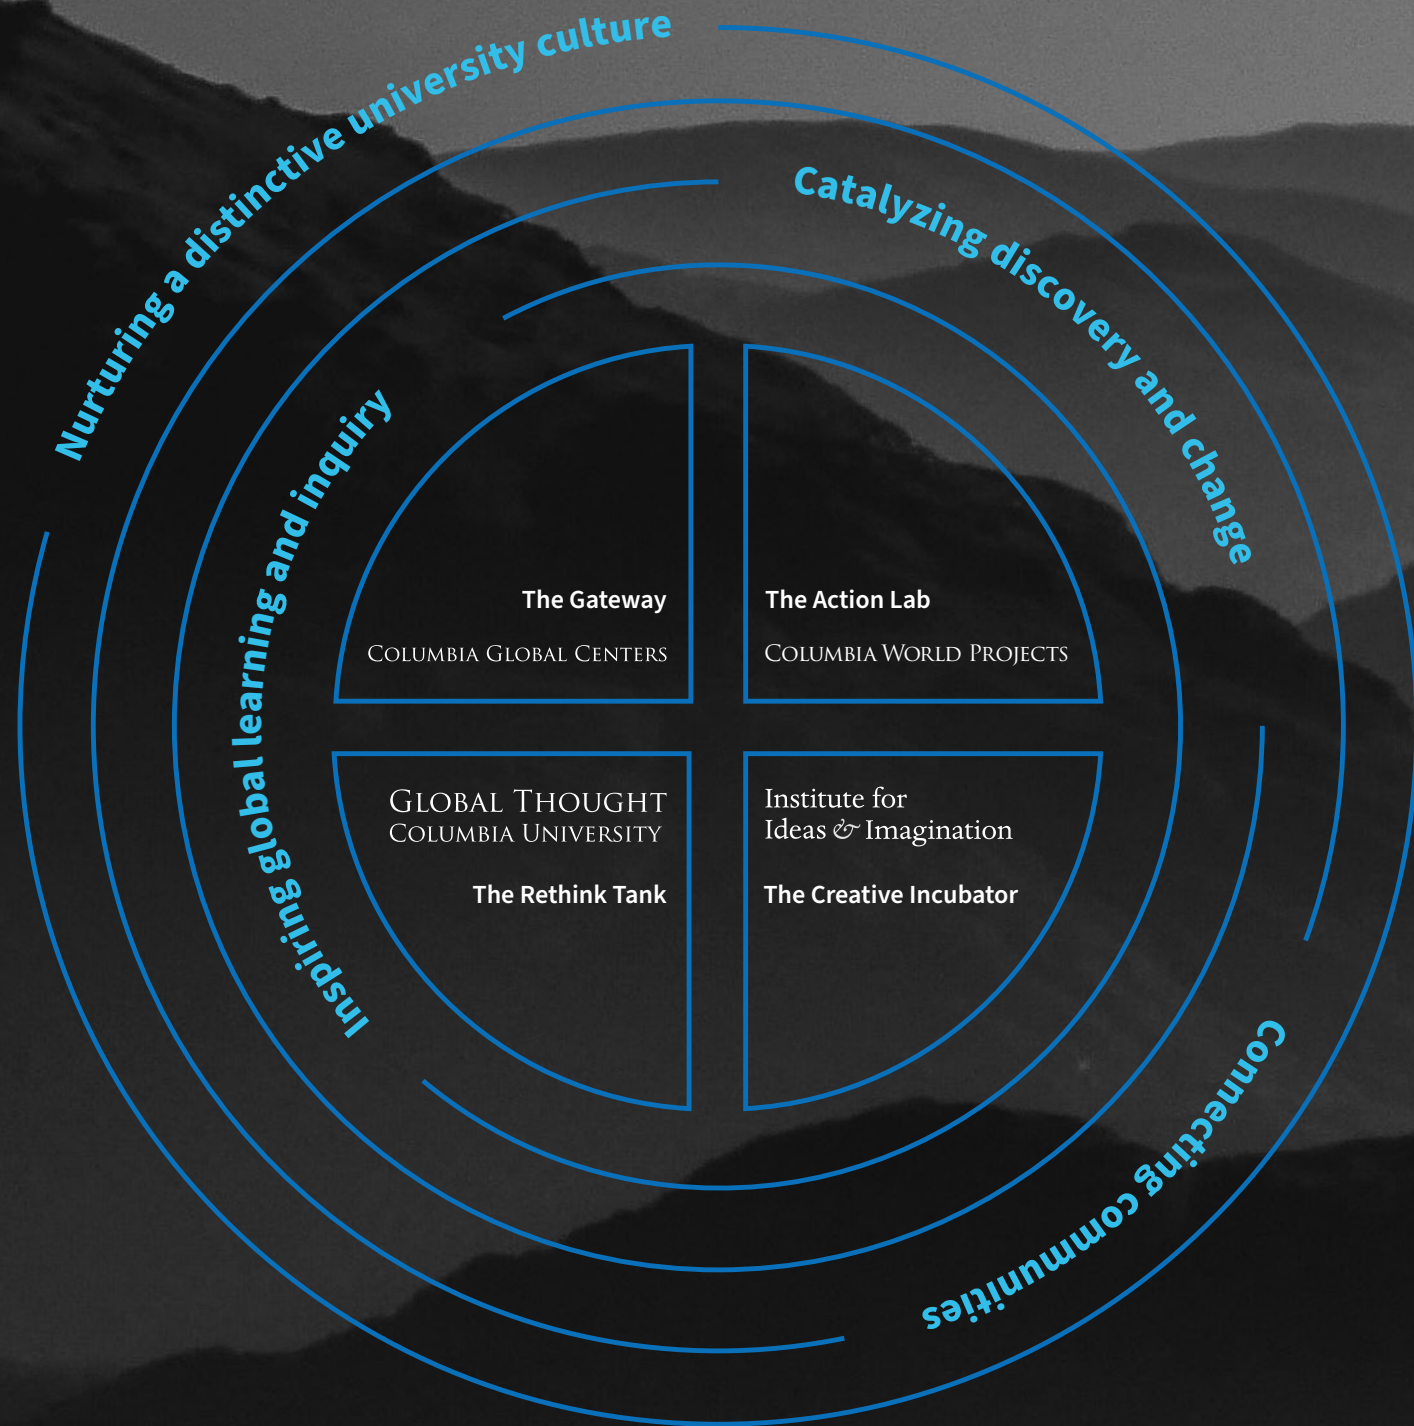 Nurturing a distinctive university culture
Catalyzing discovery and change
Inspiring global learning and inquiry
Connecting communities
The Gateway
COLUMBIA GLOBAL CENTERS
The Action Lab
COLUMBIA WORLD PROJECTS
GLOBAL THOUGHT
COLUMBIA UNIVERSITY
The Rethink Tank
Institute for
Ideas & Imagination
The Creative Incubator